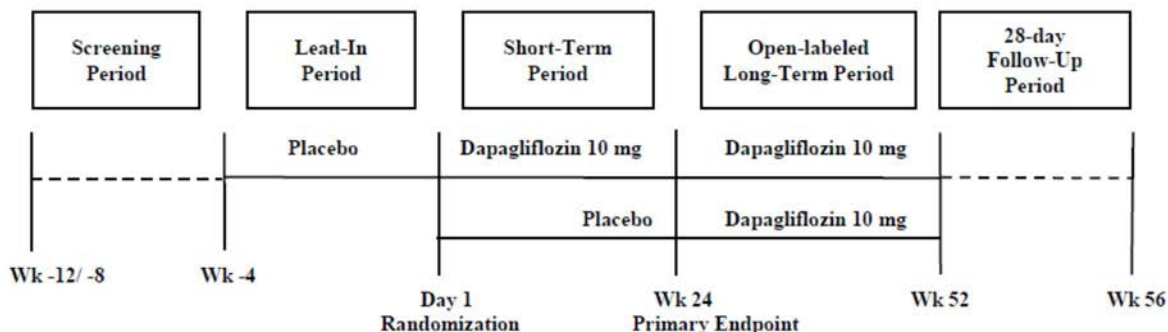 Screening
Period
Lead-In
Period
Short-Term
Period
Open-labeled
Long-Term Period
28-day
Follow-Up
Period
Placebo
Dapagliflozin 10 mg
Dapagliflozin 10 mg
Placebo
Dapagliflozin 10 mg
Wk -12/ -8
Wk -4
Day 1
Randomization
Wk 24
Primary Endpoint
Wk 52
Wk 56